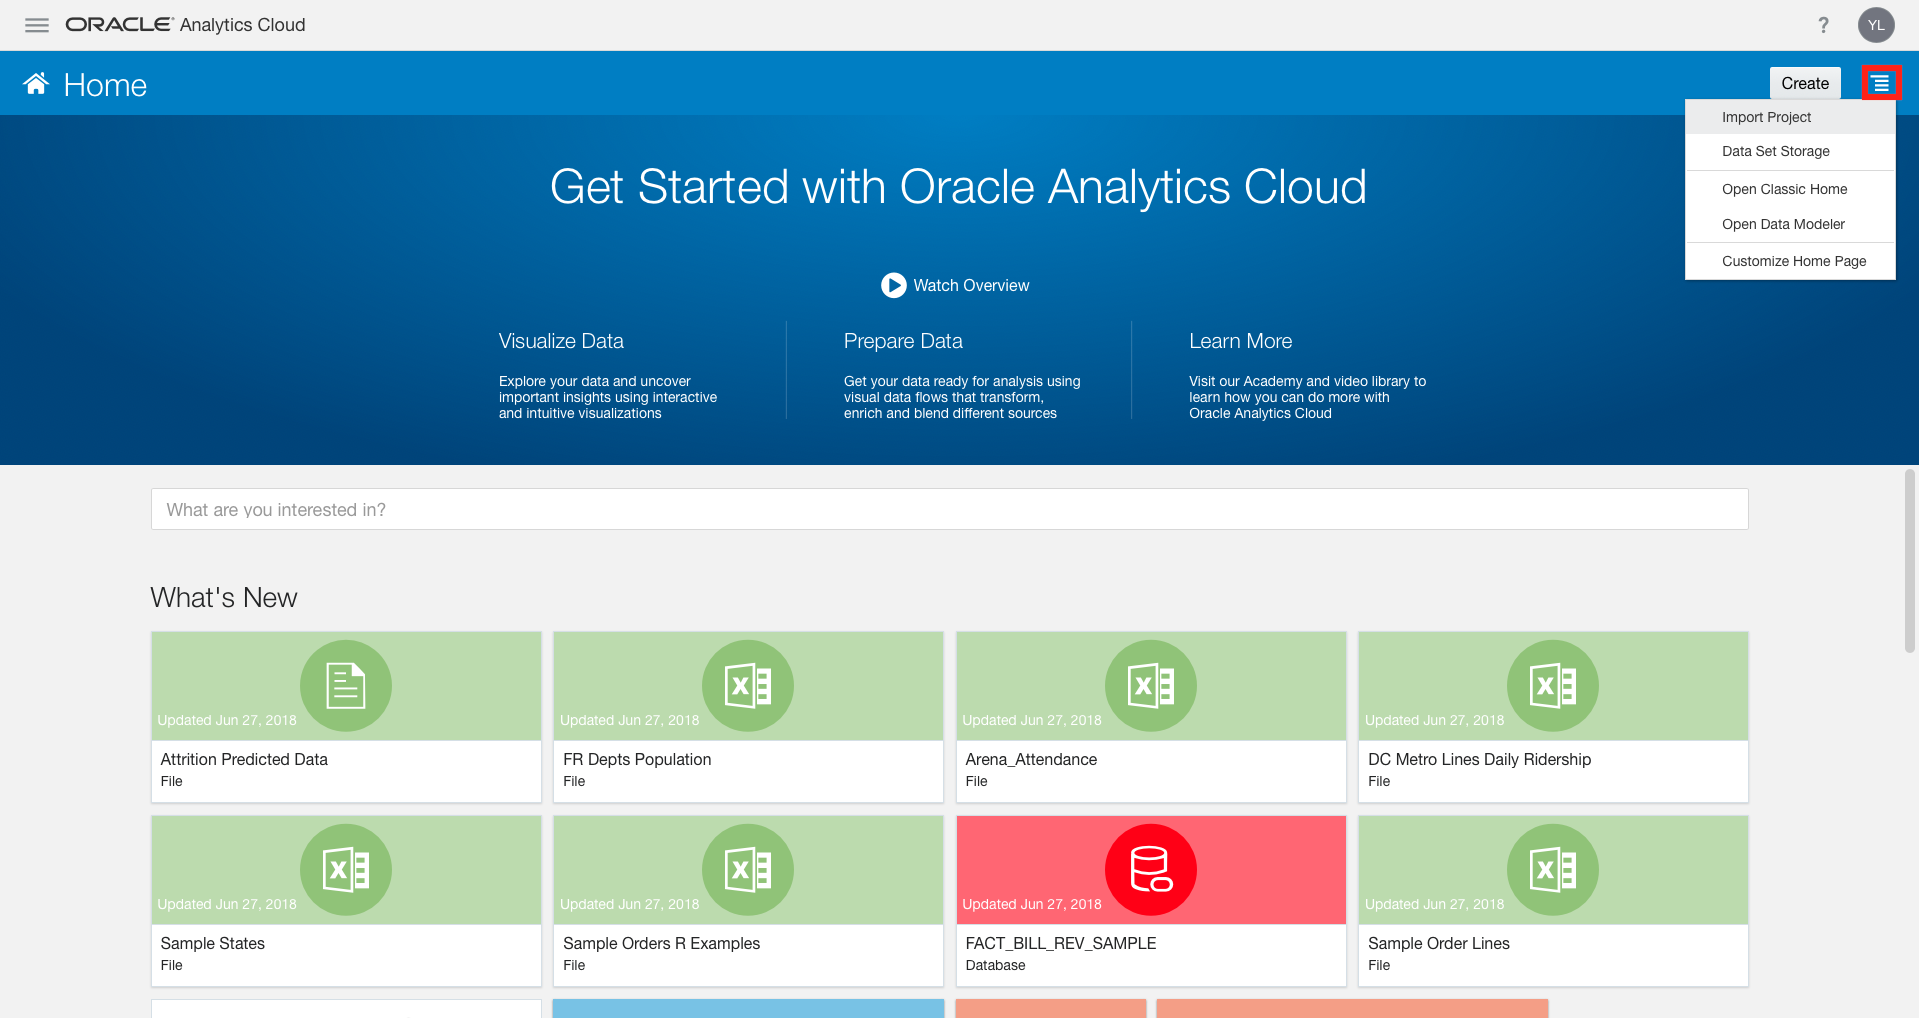 ORACLE Analytics Cloud
?
YL
Home
Create
Import Project
Data Set Storage
Open Classic Home
Open Data Modeler
Customize Home Page
Get Started with Oracle Analytics Cloud
Watch Overview
Visualize Data
Explore your data and uncover
important insights using interactive
and intuitive visualizations
Prepare Data
Get your data ready for analysis using
visual data flows that transform,
enrich and blend different sources
Learn More
Visit our Academy and video library to
learn how you can do more with
Oracle Analytics Cloud
What are you interested in?
What's New
Updated Jun 27, 2018
Attrition Predicted Data
File
X
Updated Jun 27, 2018
FR Depts Population
File
X
Updated Jun 27, 2018
Arena_Attendance
File
X
Updated Jun 27, 2018
DC Metro Lines Daily Ridership
File
X
Updated Jun 27, 2018
Sample States
File
X
Updated Jun 27, 2018
Sample Orders R Examples
File
Updated Jun 27, 2018
FACT_BILL_REV_SAMPLE
Database
X
Updated Jun 27, 2018
Sample Order Lines
File